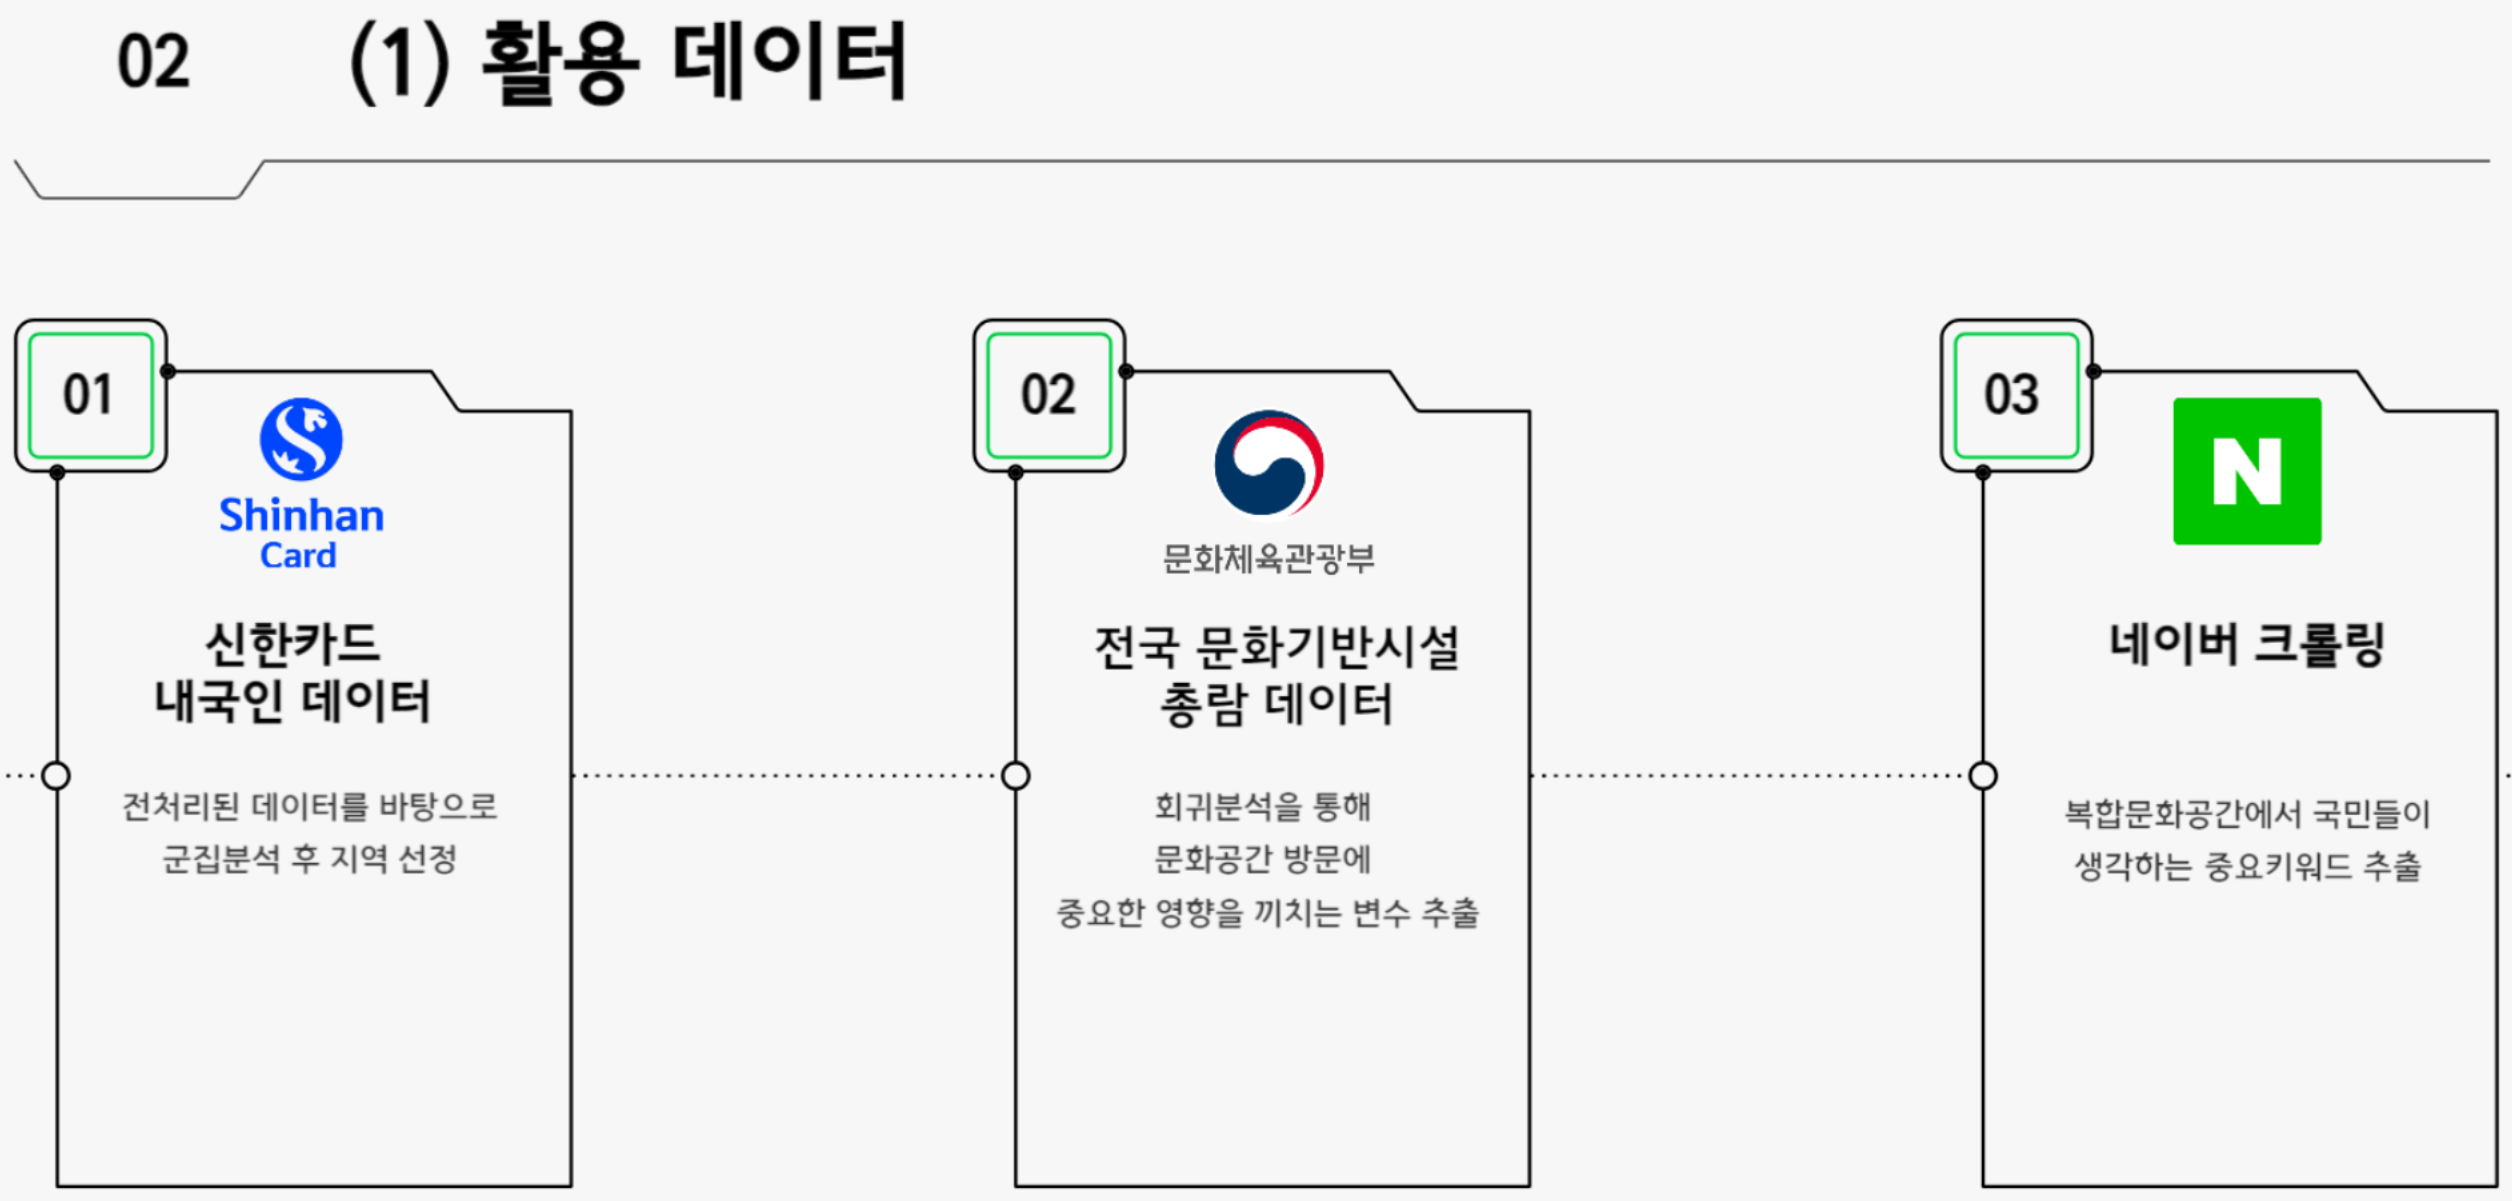 02
(1) 활용 데이터
01
Shinhan
Card
신한카드
내국인 데이터
전처리된 데이터를 바탕으로
군집분석 후 지역 선정
02
문화체육관광부
전국 문화기반시설
총람 데이터
회귀분석을 통해
문화공간 방문에
중요한 영향을 끼치는 변수 추출
03
N
네이버 크롤링
복합문화공간에서 국민들이
생각하는 중요키워드 추출